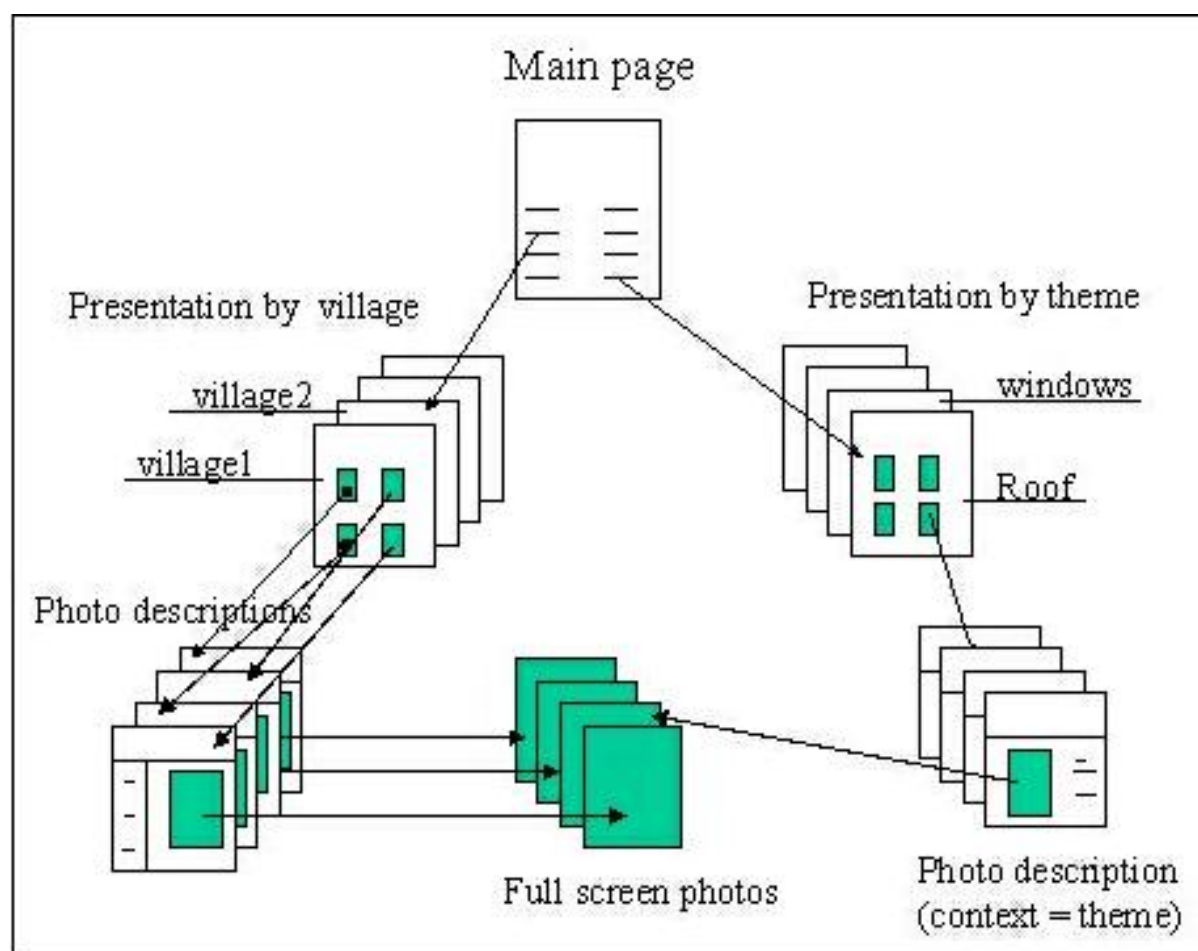 Main page
Presentation by village
Presentation by theme
village2
windows
village1
Roof
Photo descriptions
Full screen photos
Photo description
(context = theme)